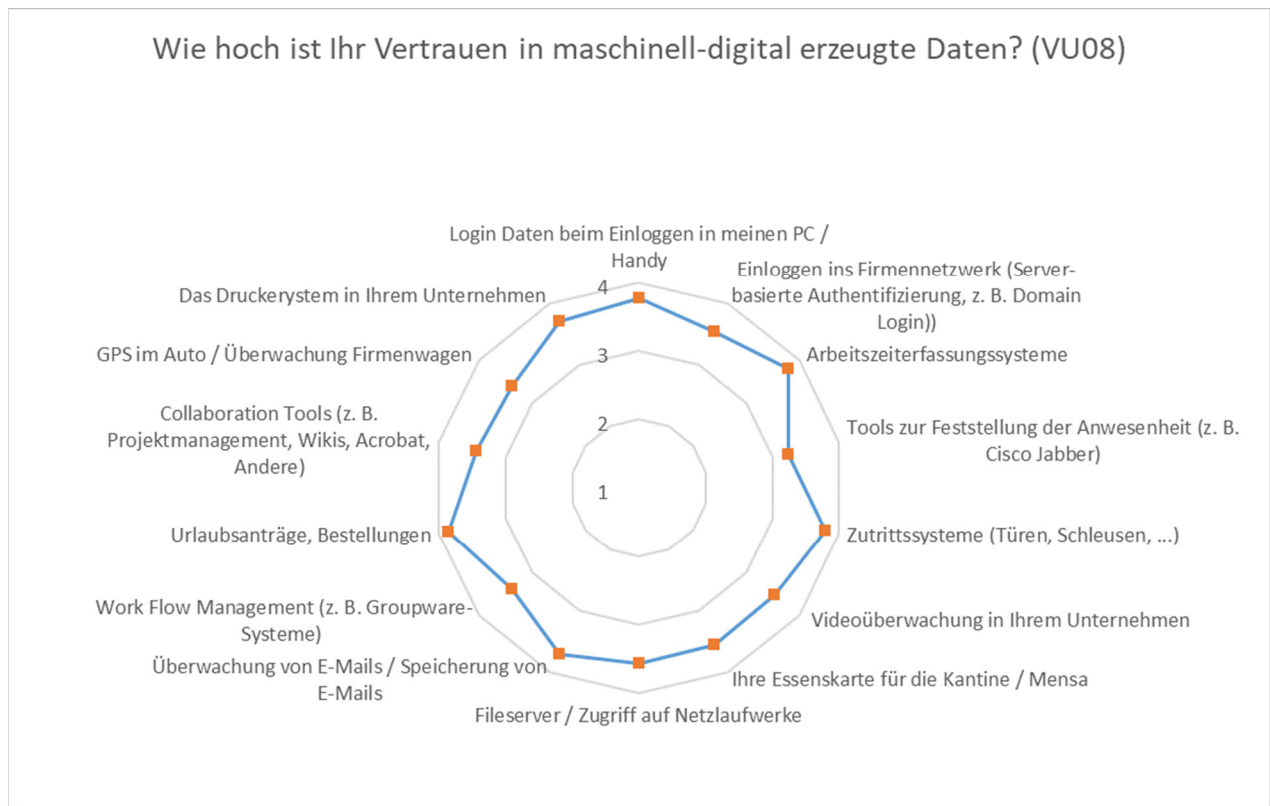 Wie hoch ist Ihr Vertrauen in maschinell-digital erzeugte Daten? (VU08)
Login Daten beim Einloggen in meinen PC /
Handy
Einloggen ins Firmennetzwerk (Server-
basierte Authentifizierung, z. B. Domain
Login))
Arbeitszeiterfassungssysteme
Tools zur Feststellung der Anwesenheit (z. B.
Cisco Jabber)
Zutrittssysteme (Türen, Schleusen, ...)
Videoüberwachung in Ihrem Unternehmen
Ihre Essenskarte für die Kantine / Mensa
Fileserver / Zugriff auf Netzlaufwerke
Überwachung von E-Mails / Speicherung von
E-Mails
Work Flow Management (z. B. Groupware-
Systeme)
Urlaubsanträge, Bestellungen
Collaboration Tools (z. B.
Projektmanagement, Wikis, Acrobat,
Andere)
GPS im Auto / Überwachung Firmenwagen
Das Druckerystem in Ihrem Unternehmen
4
3
2
1